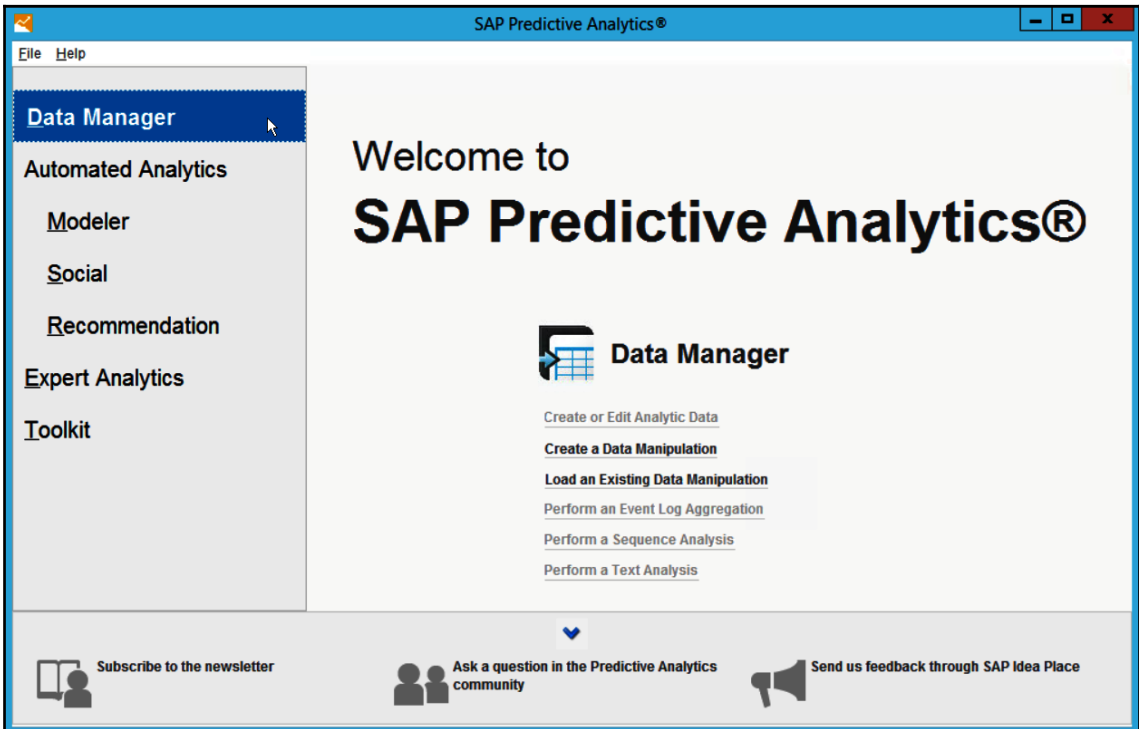 SAP Predictive Analytics®
File Help
Data Manager
Automated Analytics
Modeler
Social
Recommendation
Expert Analytics
Toolkit
Welcome to
SAP Predictive Analytics®
Data Manager
Create or Edit Analytic Data
Create a Data Manipulation
Load an Existing Data Manipulation
Perform an Event Log Aggregation
Perform a Sequence Analysis
Perform a Text Analysis
Subscribe to the newsletter
Ask a question in the Predictive Analytics
community
Send us feedback through SAP Idea Place